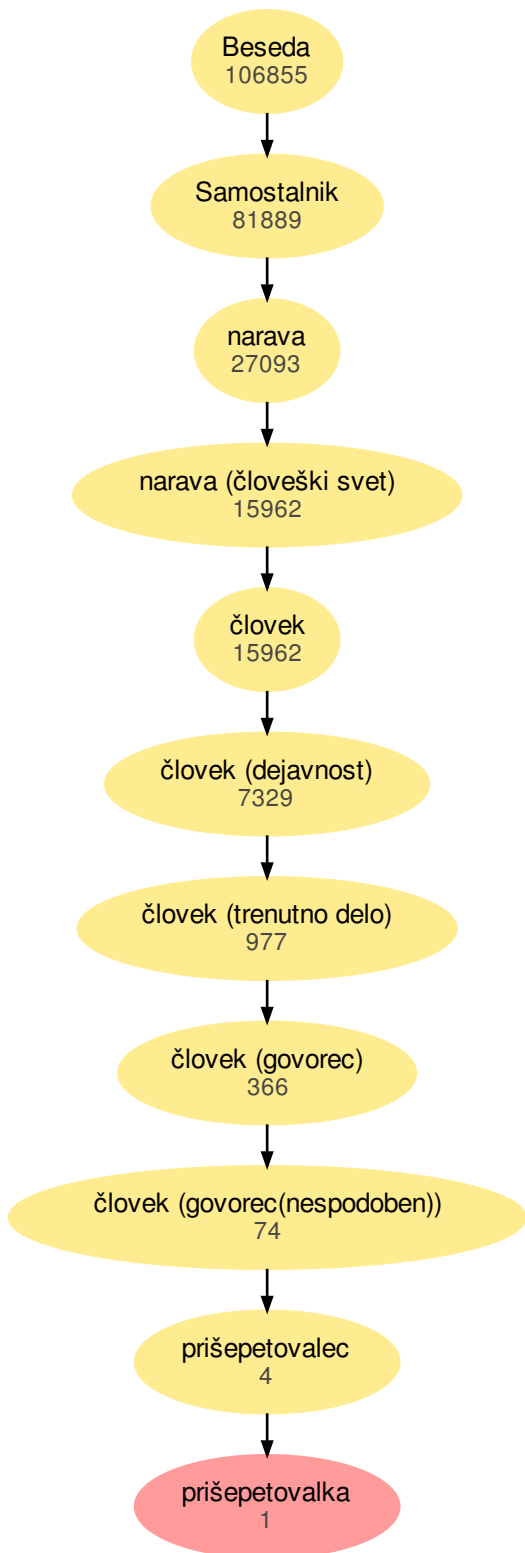 Beseda
106855
Samostalnik
81889
narava
27093
narava (človeški svet)
15962
človek
15962
človek (dejavnost)
7329
človek (trenutno delo)
977
človek (govorec)
366
človek (govorec(nespodoben))
74
prišepetovalec
4
prišepetovalka
1